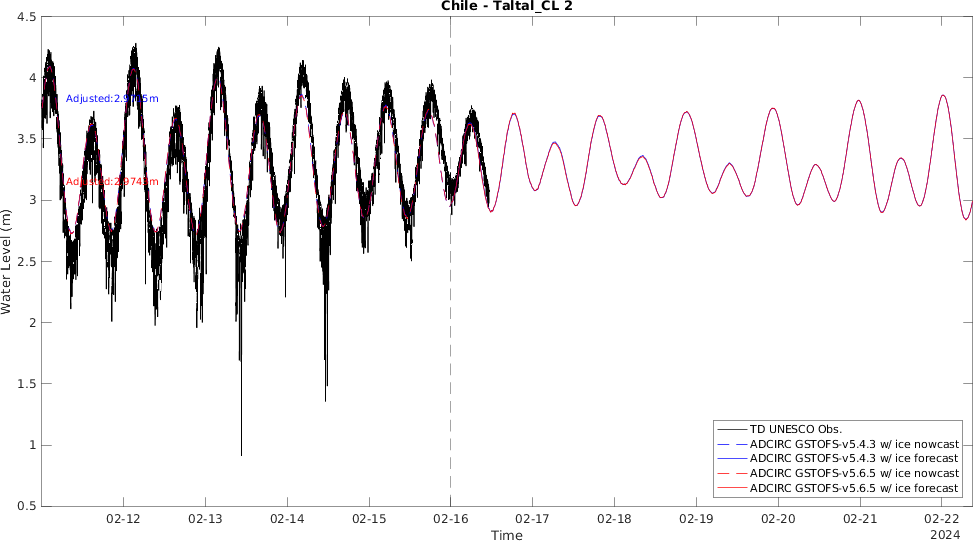 Chile - Taltal_CL 2
4.5
4
3.5
3
2.5
2
1.5
1
0.5
Water Level (m)
02-12
02-13
02-14
02-15
02-16
02-17
02-18
02-19
02-20
02-21
02-22
2024
Time
TD UNESCO Obs.
ADCIRC GSTOFS-v5.4.3 w/ ice nowcast
ADCIRC GSTOFS-v5.4.3 w/ ice forecast
ADCIRC GSTOFS-v5.6.5 w/ ice nowcast
ADCIRC GSTOFS-v5.6.5 w/ ice forecast